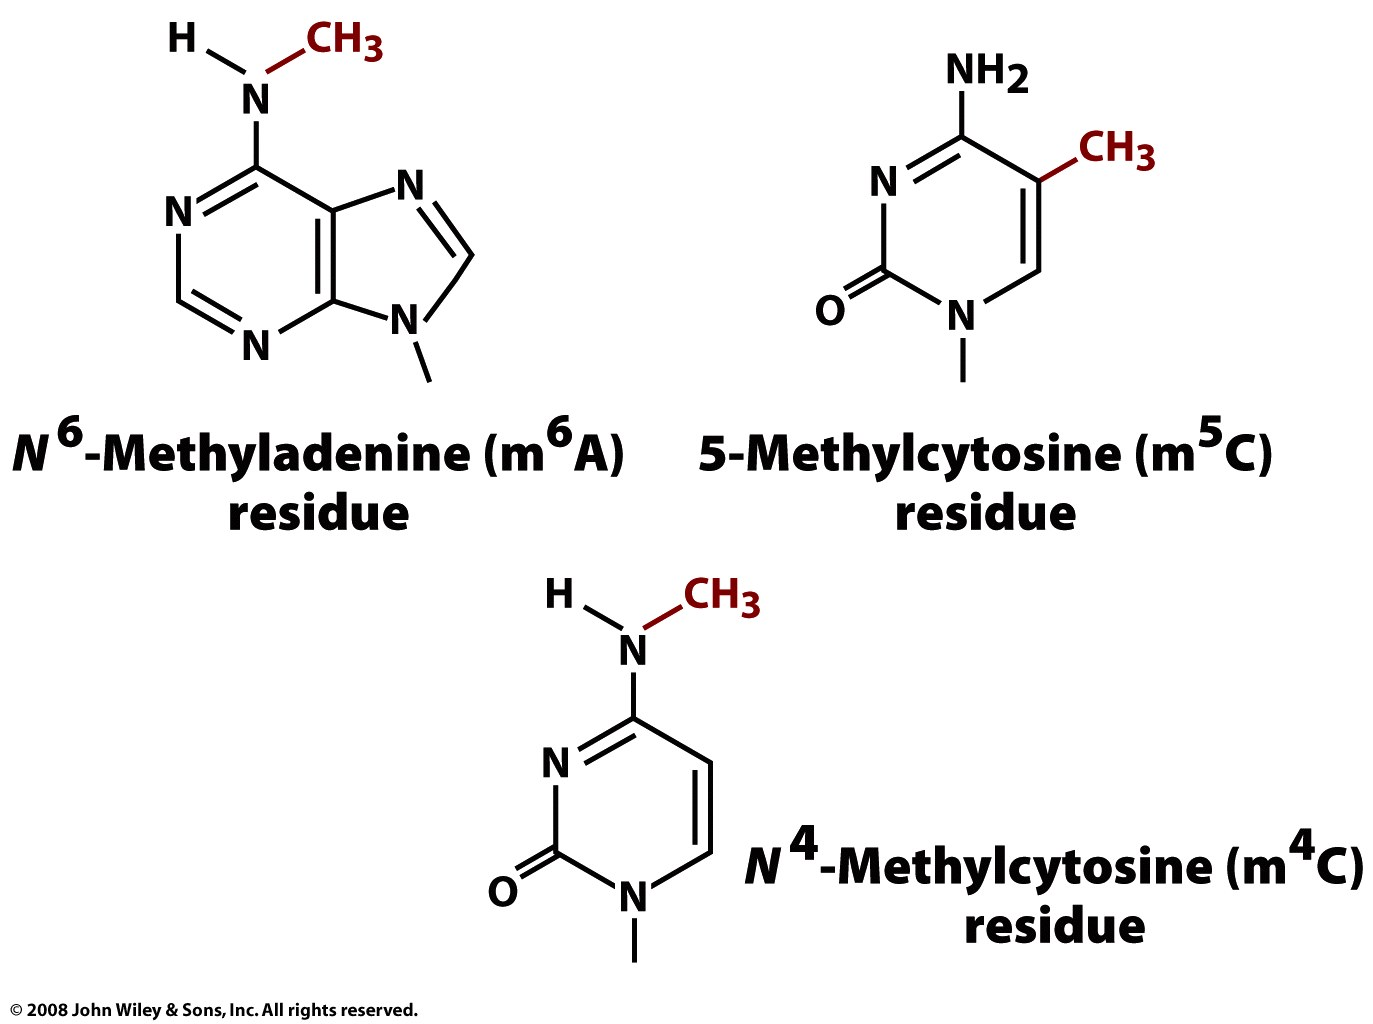 H CH3
N
N N
N N
N⁶-Methyladenine (m⁶A)
residue
NH2
CH3
N
O N
5-Methylcytosine (m⁵C)
residue
H CH3
N
N
O N
N⁴-Methylcytosine (m⁴C)
residue
© 2008 John Wiley & Sons, Inc. All rights reserved.